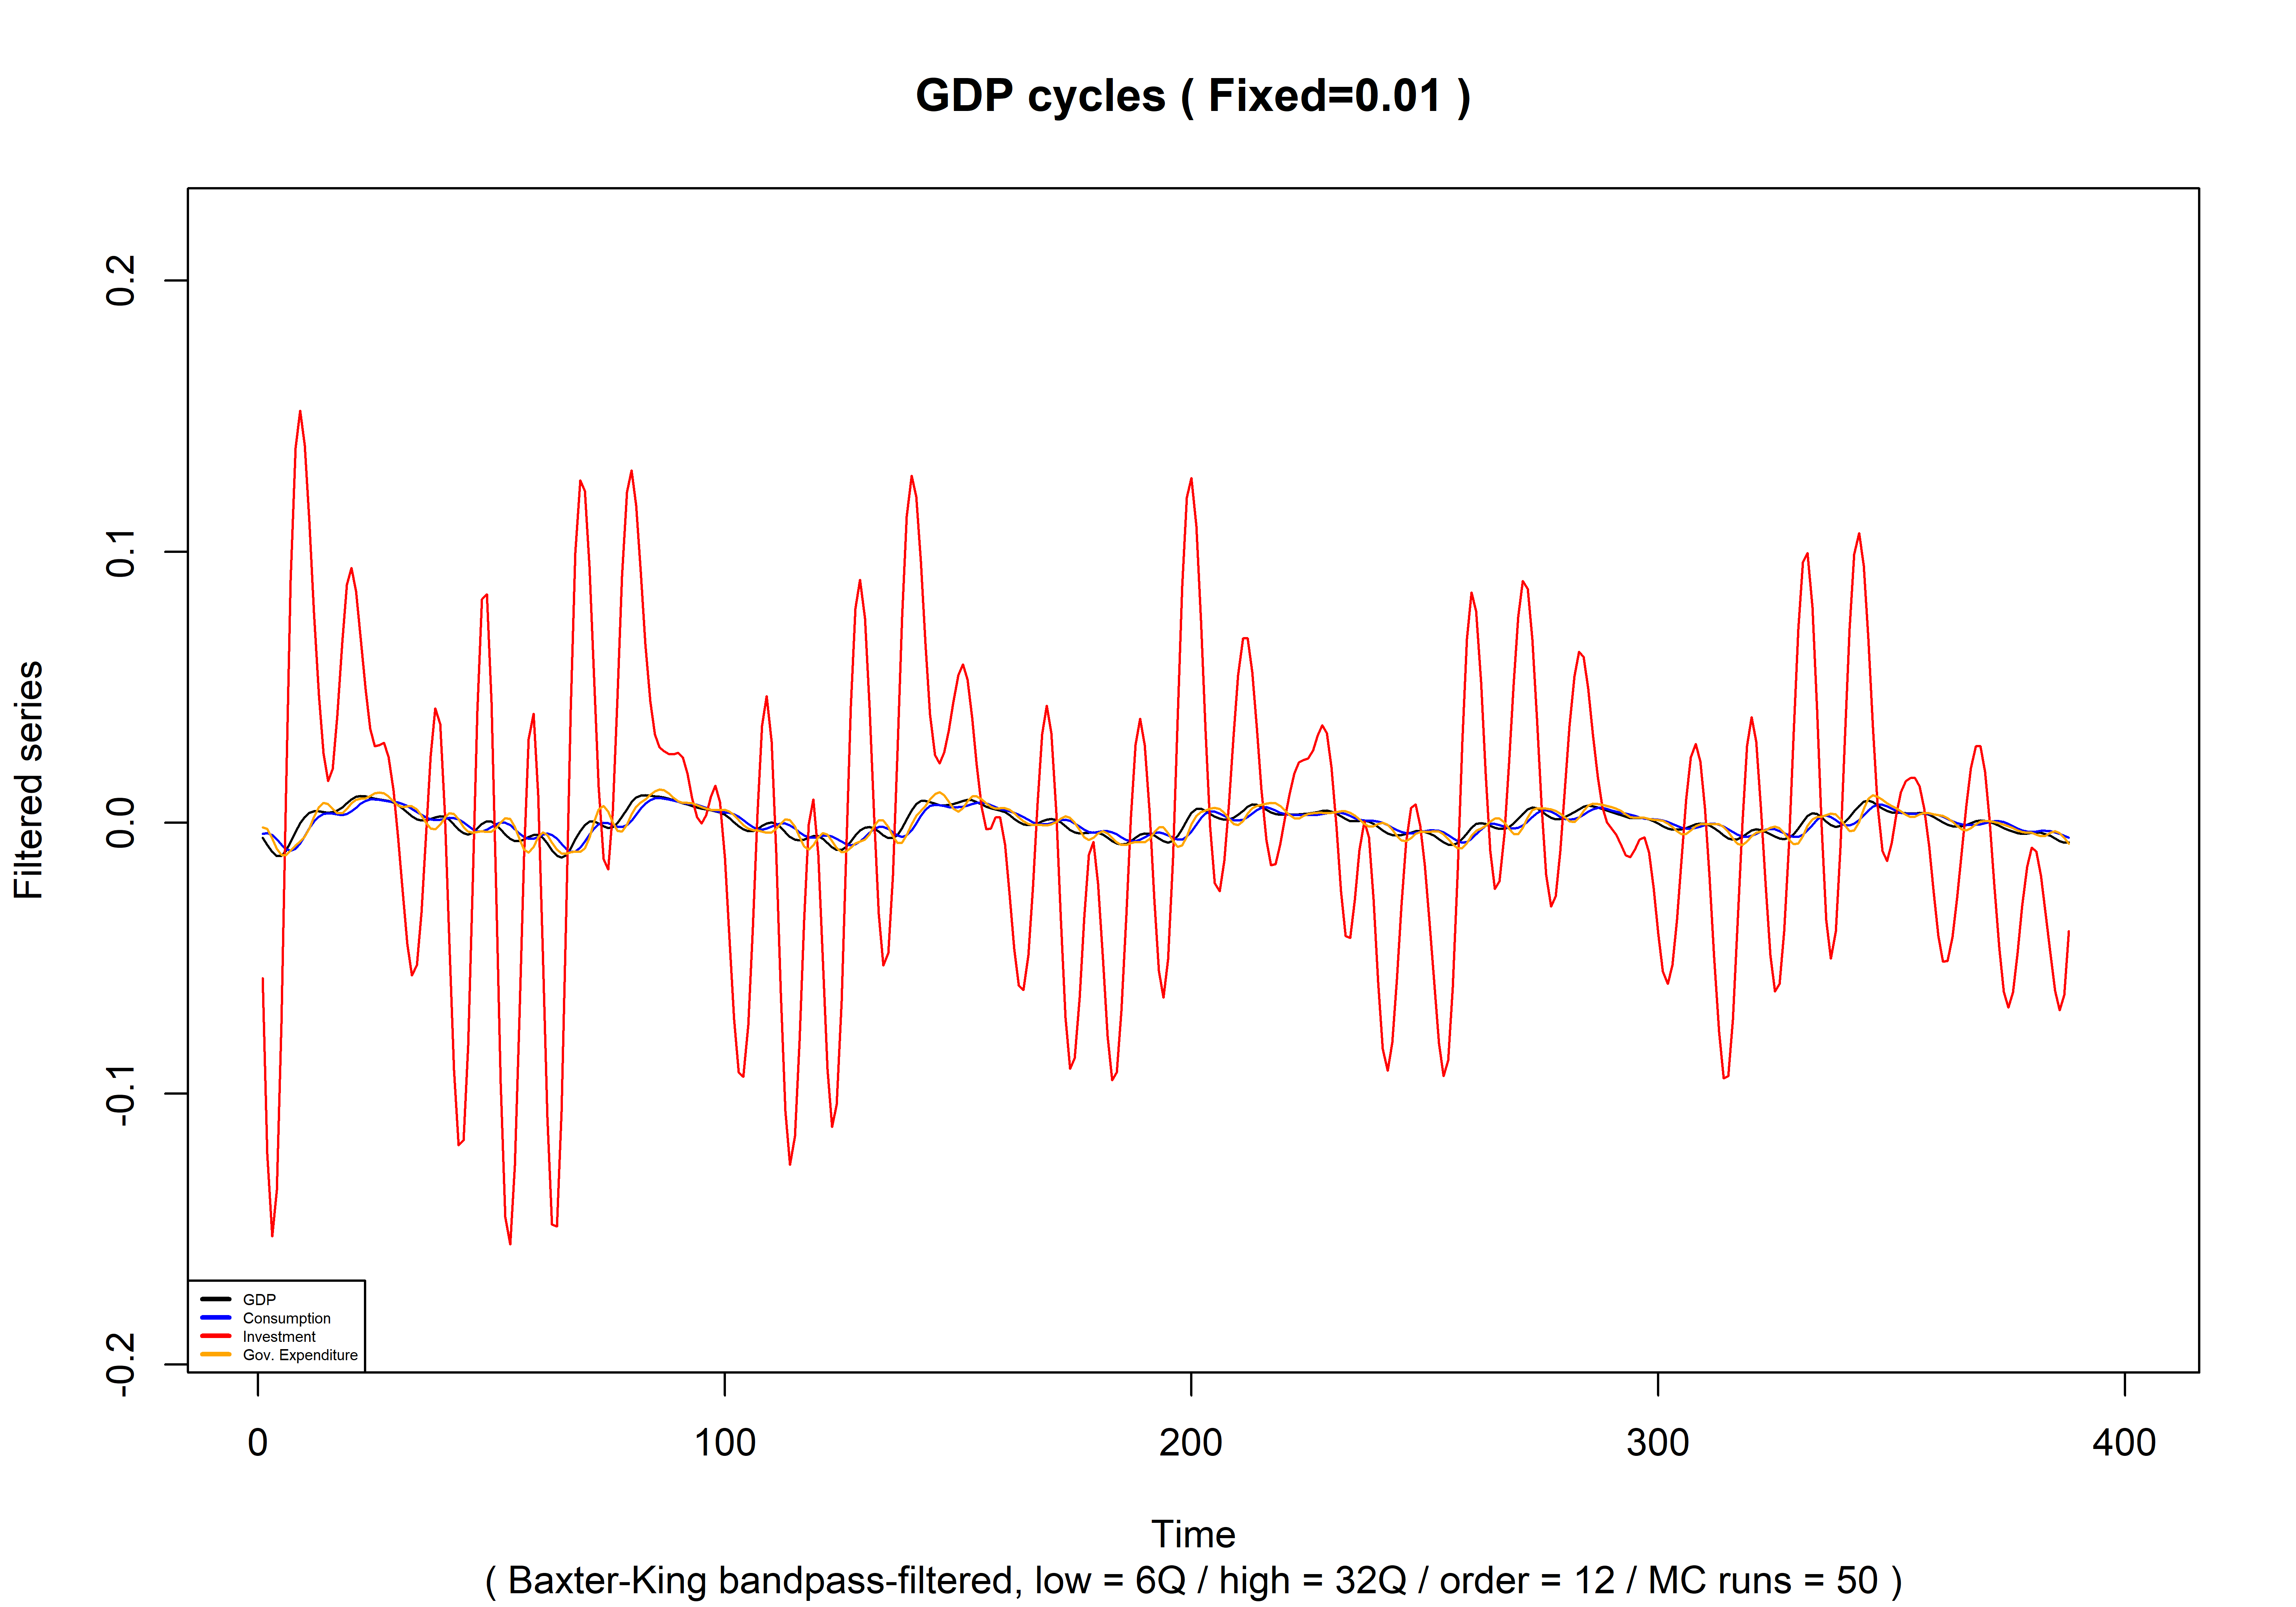 GDP cycles ( Fixed=0.01 )
Filtered series
0.2
0.1
0.0
-0.1
-0.2
GDP
Consumption
Investment
Gov. Expenditure
0 100 200 300 400
Time
( Baxter-King bandpass-filtered, low = 6Q / high = 32Q / order = 12 / MC runs = 50 )